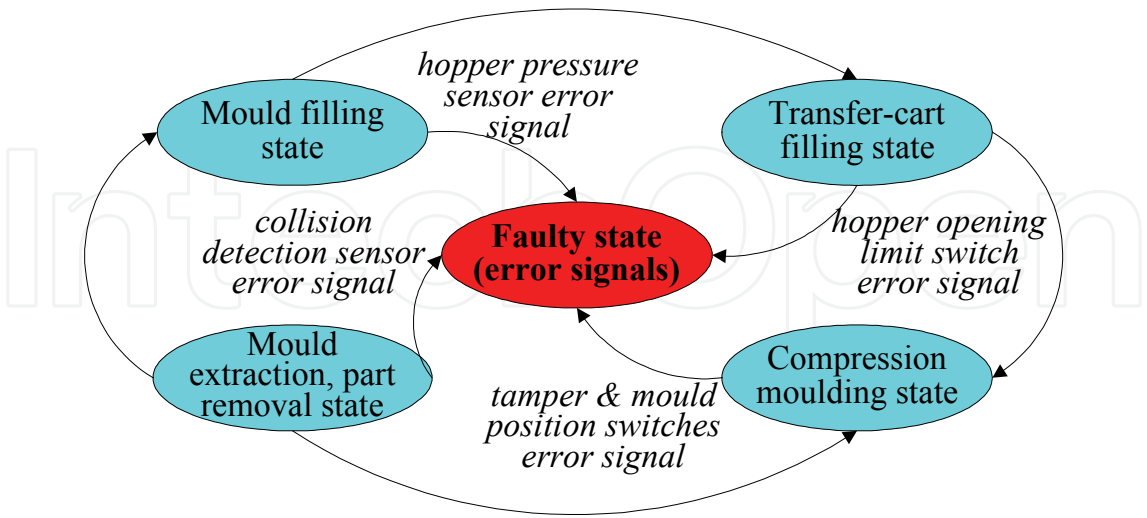 hopper pressure
sensor error
signal
Mould filling
state
Transfer-cart
filling state
IntechOpen
collision
detection sensor
error signal
Faulty state
(error signals)
hopper opening
limit switch
error signal
Mould
extraction, part
removal state
Compression
moulding state
tamper & mould
position switches
error signal